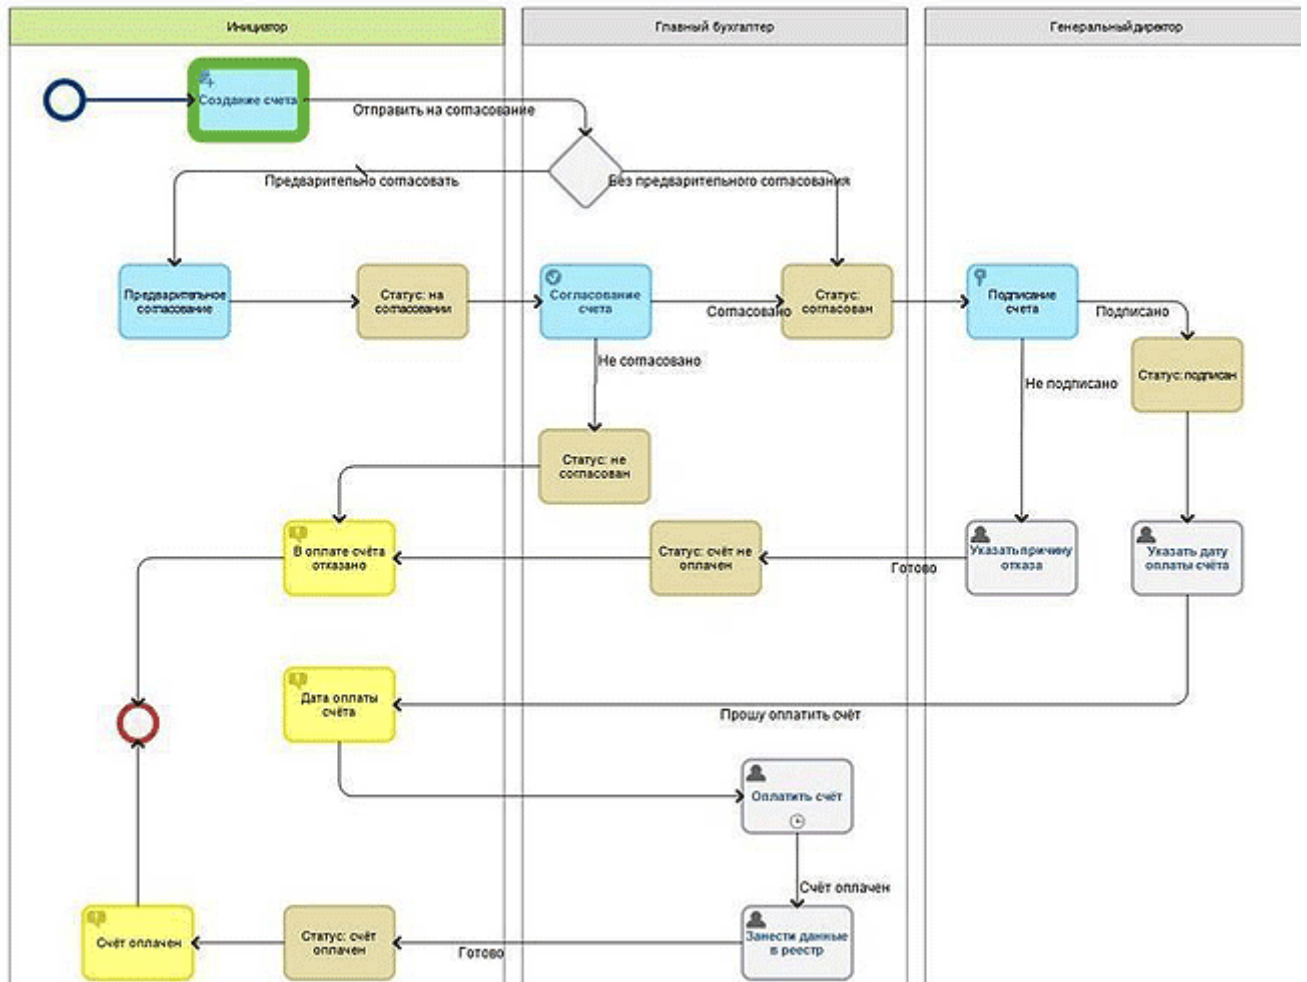 Инициатор
Главный бухгалтер
Генеральный директор
Создание счета
Отправить на согласование
Предварительно согласовать
Без предварительного согласования
Предварительное
согласование
Статус: на
согласовании
Согласование
счета
Согласовано
Статус:
согласован
Подписание
счета
Подписано
Не согласовано
Не подписано
Статус: подписан
Статус: не
согласован
В оплате счёта
отказано
Статус: счёт не
оплачен
Готово
Указать причину
отказа
Указать дату
оплаты счёта
Дата оплаты
счёта
Прошу оплатить счёт
Оплатить счёт
Счёт оплачен
Счёт оплачен
Статус: счёт
оплачен
Готово
Занести данные
в реестр